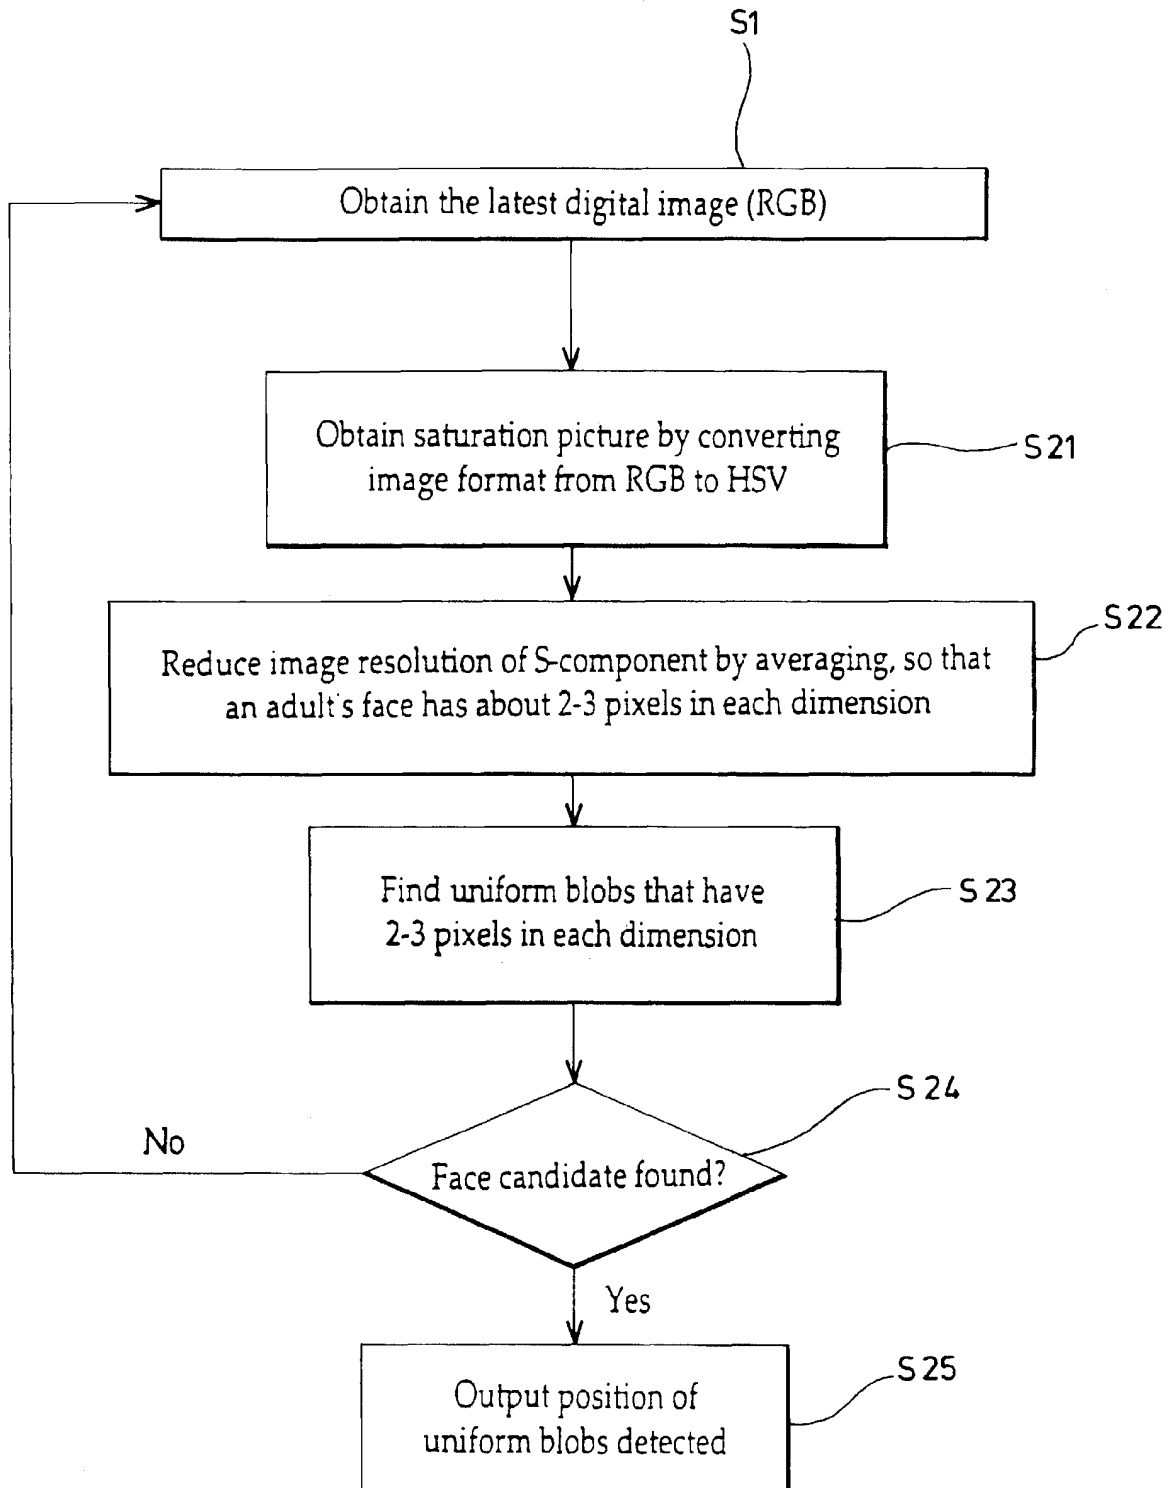 S1
Obtain the latest digital image (RGB)
Obtain saturation picture by converting
image format from RGB to HSV
S21
Reduce image resolution of S-component by averaging, so that
an adult's face has about 2-3 pixels in each dimension
S22
Find uniform blobs that have
2-3 pixels in each dimension
S23
S24
No
Face candidate found?
Yes
Output position of
uniform blobs detected
S25